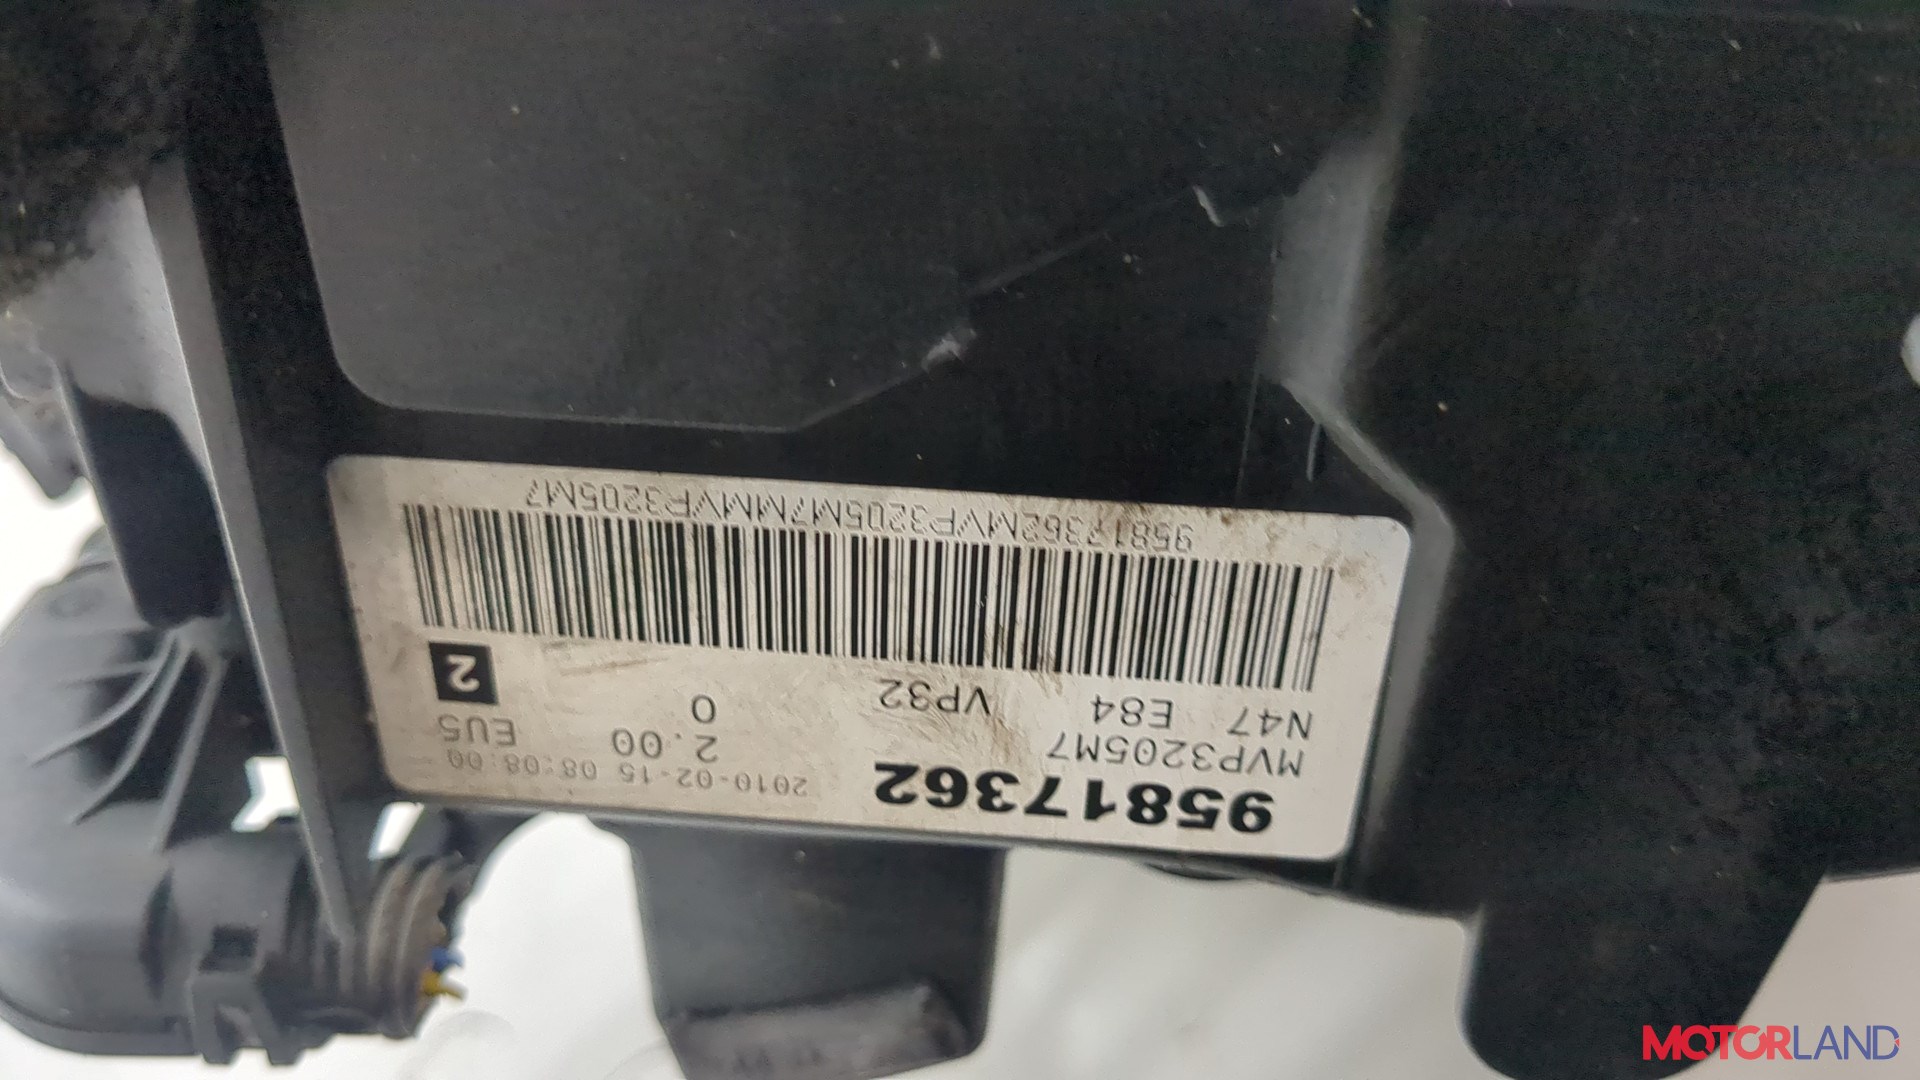 95817362
2010-02-15 08:08:00
MVP3205M7
2.00
EU5
N47 E84 VP32 0
2
95817362MVP3205M7MMVP3205M7
MOTORLAND